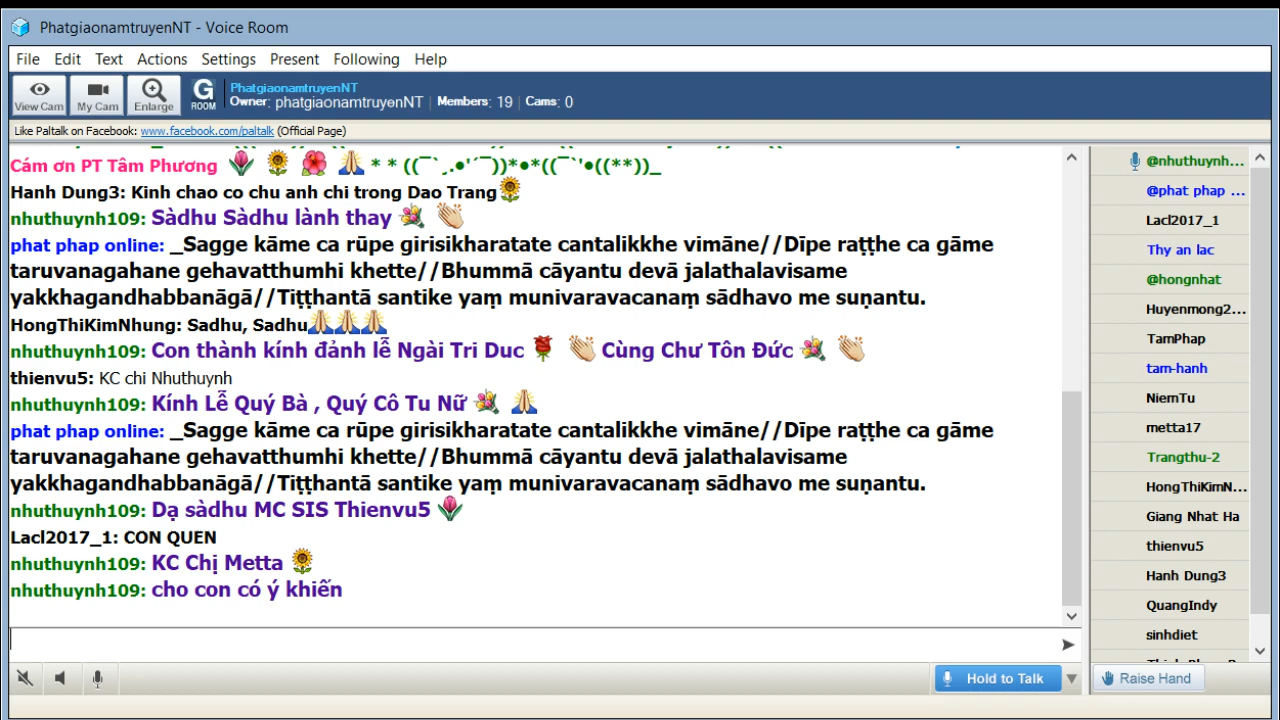 PhatgiaonamtruyenNT - Voice Room
File Edit Text Actions Settings Present Following Help
View Cam My Cam Enlarge G ROOM
PhatgiaonamtruyenNT
Owner: phatgiaonamtruyenNT | Members: 19 | Cams: 0
Like Paltalk on Facebook: www.facebook.com/paltalk (Official Page)
Cám ơn PT Tâm Phương 🌷 🌻 🌺 🙏 * * ((¯`¸.●'´¯))*●*((¯`'●((**))_
Hanh Dung3: Kinh chao co chu anh chi trong Dao Trang🌻
nhuthuynh109: Sàdhu Sàdhu lành thay 💐 👏
phat phap online: _Sagge kāme ca rūpe girisikharatate cantalikkhe vimāne//Dīpe raṭṭhe ca gāme
taruvanagahane gehavatthumhi khette//Bhummā cāyantu devā jalathalavisame
yakkhagandhabbanāgā//Tiṭṭhantā santike yaṃ munivaravacanaṃ sādhavo me suṇantu.
HongThiKimNhung: Sadhu, Sadhu🙏🙏🙏
nhuthuynh109: Con thành kính đảnh lễ Ngài Tri Duc 🌹 👏 Cùng Chư Tôn Đức 💐 👏
thienvu5: KC chi Nhuthuynh
nhuthuynh109: Kính Lễ Quý Bà , Quý Cô Tu Nữ 💐 🙏
phat phap online: _Sagge kāme ca rūpe girisikharatate cantalikkhe vimāne//Dīpe raṭṭhe ca gāme
taruvanagahane gehavatthumhi khette//Bhummā cāyantu devā jalathalavisame
yakkhagandhabbanāgā//Tiṭṭhantā santike yaṃ munivaravacanaṃ sādhavo me suṇantu.
nhuthuynh109: Dạ sàdhu MC SIS Thienvu5 🌷
Lacl2017_1: CON QUEN
nhuthuynh109: KC Chị Metta 🌻
nhuthuynh109: cho con có ý khiến
@nhuthuynh...
@phat phap ...
Lacl2017_1
Thy an lac
@hongnhat
Huyenmong2...
TamPhap
tam-hanh
NiemTu
metta17
Trangthu-2
HongThiKimN...
Giang Nhat Ha
thienvu5
Hanh Dung3
QuangIndy
sinhdiet
Hold to Talk
Raise Hand